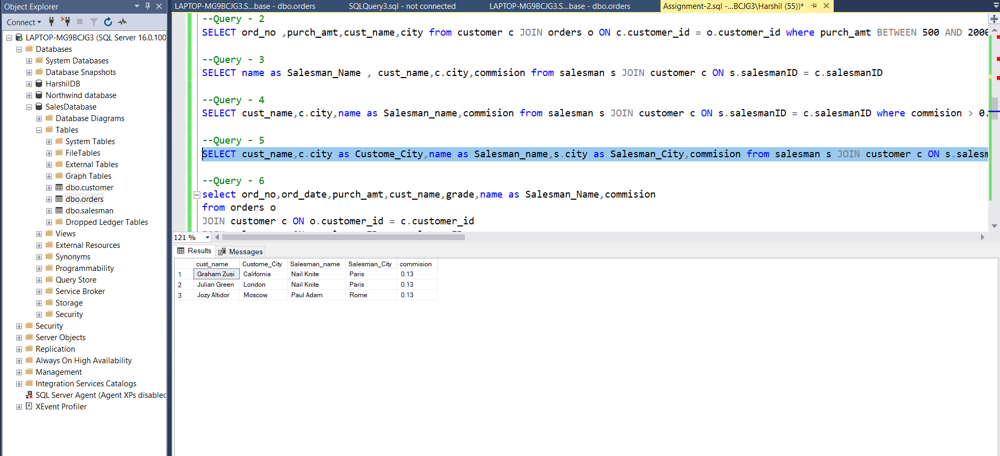 Object Explorer
Connect
LAPTOP-MG9BCJG3 (SQL Server 16.0.100
Databases
System Databases
Database Snapshots
HarshilDB
Northwind database
SalesDatabase
Database Diagrams
Tables
System Tables
FileTables
External Tables
Graph Tables
dbo.customer
dbo.orders
dbo.salesman
Dropped Ledger Tables
Views
External Resources
Synonyms
Programmability
Query Store
Service Broker
Storage
Security
Security
Server Objects
Replication
Always On High Availability
Management
Integration Services Catalogs
SQL Server Agent (Agent XPs disabled
XEvent Profiler
LAPTOP-MG9BCJG3.S...base - dbo.orders SQLQuery3.sql - not connected LAPTOP-MG9BCJG3.S...base - dbo.orders Assignment-2.sql -...BCJG3\Harshil (55))*
--Query - 2
SELECT ord_no ,purch_amt,cust_name,city from customer c JOIN orders o ON c.customer_id = o.customer_id where purch_amt BETWEEN 500 AND 2000
--Query - 3
SELECT name as Salesman_Name , cust_name,c.city,commision from salesman s JOIN customer c ON s.salesmanID = c.salesmanID
--Query - 4
SELECT cust_name,c.city,name as Salesman_name,commision from salesman s JOIN customer c ON s.salesmanID = c.salesmanID where commision > 0.
--Query - 5
SELECT cust_name,c.city as Custome_City,name as Salesman_name,s.city as Salesman_City,commision from salesman s JOIN customer c ON s.salesm
--Query - 6
select ord_no,ord_date,purch_amt,cust_name,grade,name as Salesman_Name,commision
from orders o
JOIN customer c ON o.customer_id = c.customer_id
121 %
Results Messages
cust_name Custome_City Salesman_name Salesman_City commision
1 Graham Zusi California Nail Knite Paris 0.13
2 Julian Green London Nail Knite Paris 0.13
3 Jozy Altidor Moscow Paul Adam Rome 0.13